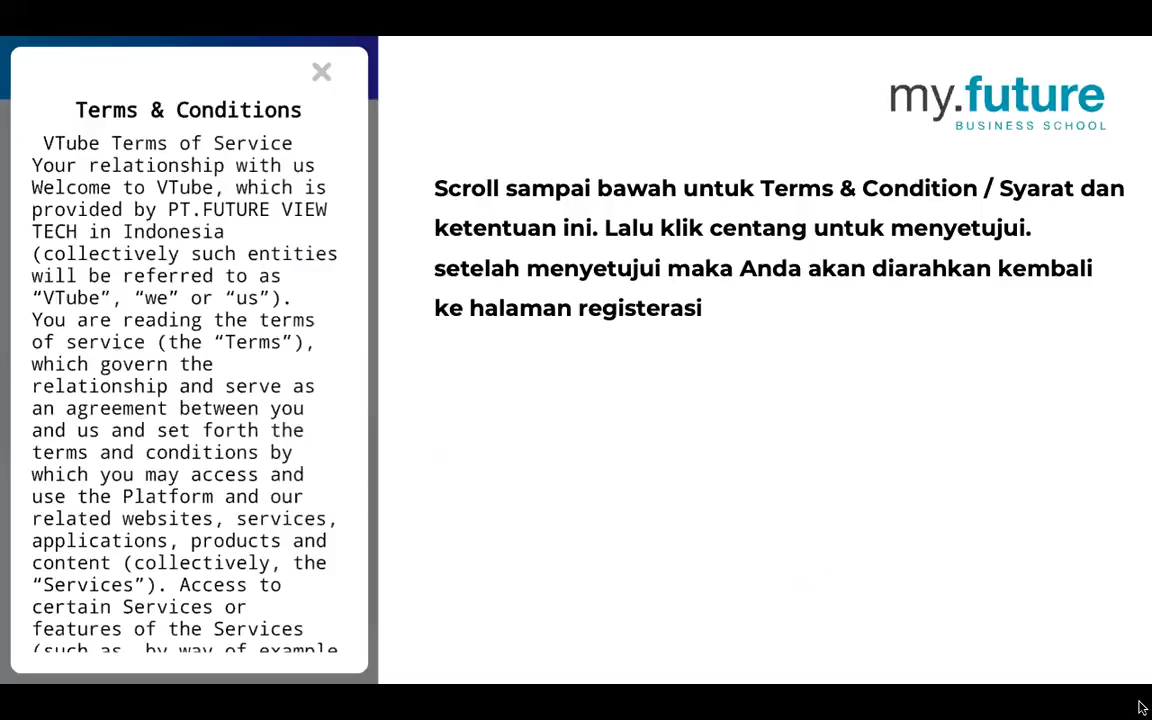 Terms & Conditions
VTube Terms of Service
Your relationship with us
Welcome to VTube, which is
provided by PT.FUTURE VIEW
TECH in Indonesia
(collectively such entities
will be referred to as
“VTube”, “we” or “us”).
You are reading the terms
of service (the “Terms”),
which govern the
relationship and serve as
an agreement between you
and us and set forth the
terms and conditions by
which you may access and
use the Platform and our
related websites, services,
applications, products and
content (collectively, the
“Services”). Access to
certain Services or
features of the Services
(such as, by way of example
my.future
BUSINESS SCHOOL
Scroll sampai bawah untuk Terms & Condition / Syarat dan
ketentuan ini. Lalu klik centang untuk menyetujui.
setelah menyetujui maka Anda akan diarahkan kembali
ke halaman registerasi